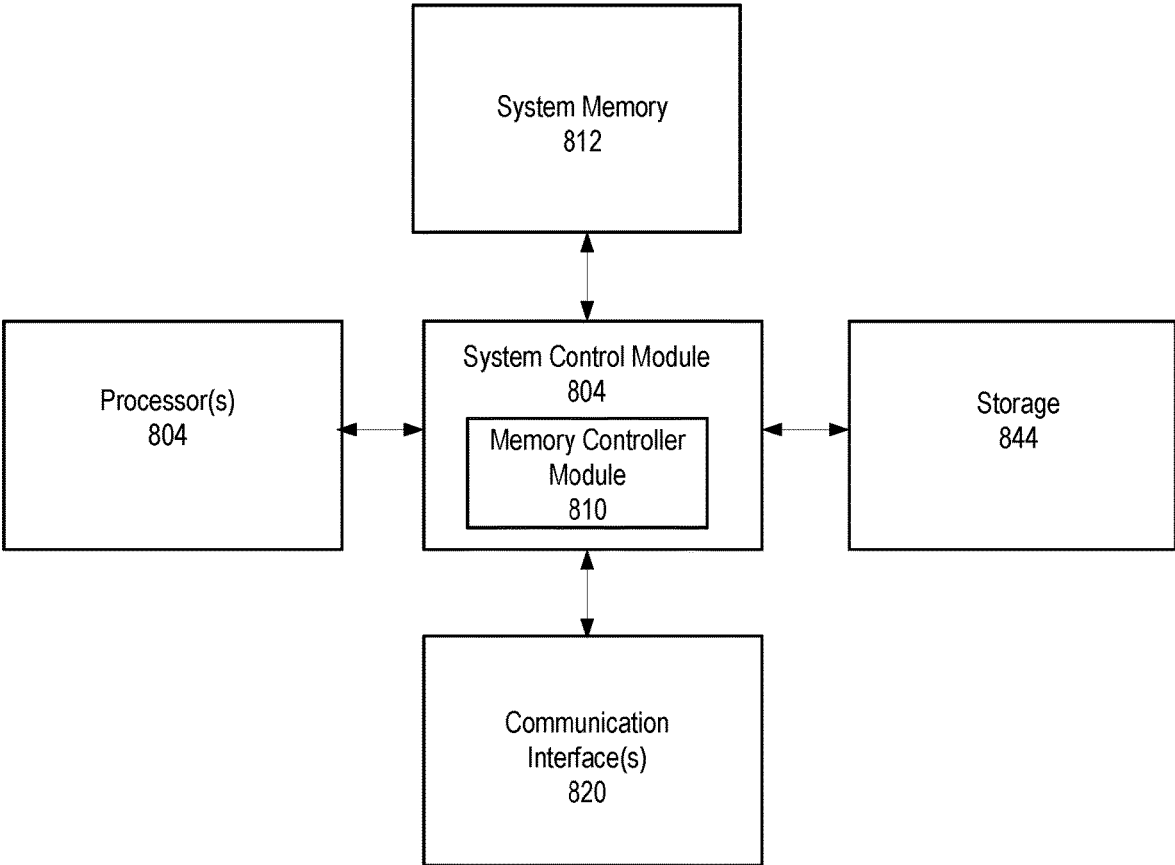 System Memory
812
Processor(s)
804
System Control Module
804
Memory Controller
Module
810
Storage
844
Communication
Interface(s)
820